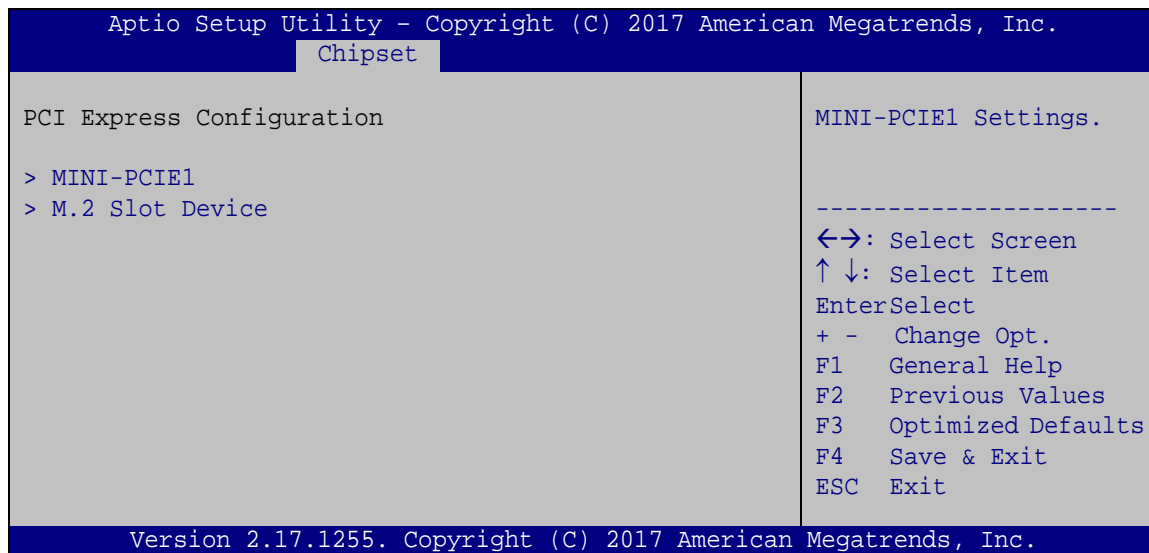 Aptio Setup Utility – Copyright (C) 2017 American Megatrends, Inc.
Chipset
PCI Express Configuration
> MINI-PCIE1
> M.2 Slot Device
MINI-PCIE1 Settings.
---------------------
←→: Select Screen
↑ ↓: Select Item
EnterSelect
+ - Change Opt.
F1 General Help
F2 Previous Values
F3 Optimized Defaults
F4 Save & Exit
ESC Exit
Version 2.17.1255. Copyright (C) 2017 American Megatrends, Inc.